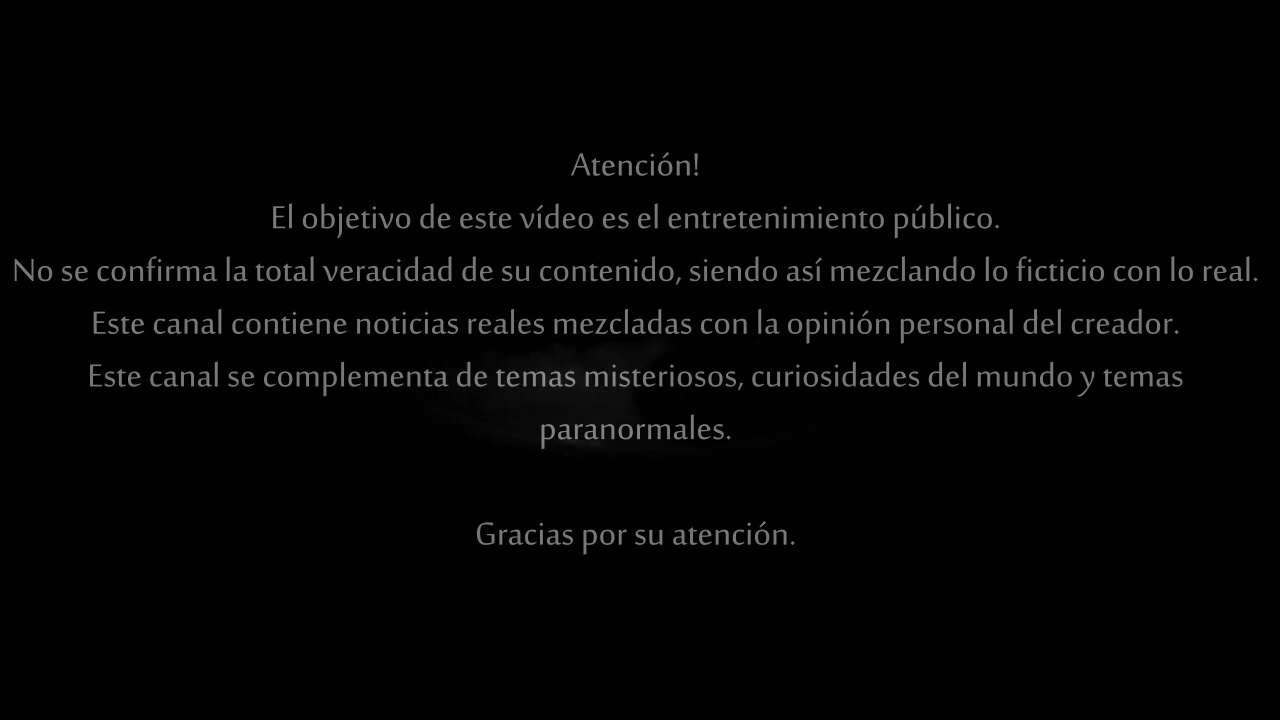 Atención!
El objetivo de este vídeo es el entretenimiento público.
No se confirma la total veracidad de su contenido, siendo así mezclando lo ficticio con lo real.
Este canal contiene noticias reales mezcladas con la opinión personal del creador.
Este canal se complementa de temas misteriosos, curiosidades del mundo y temas
paranormales.
Gracias por su atención.